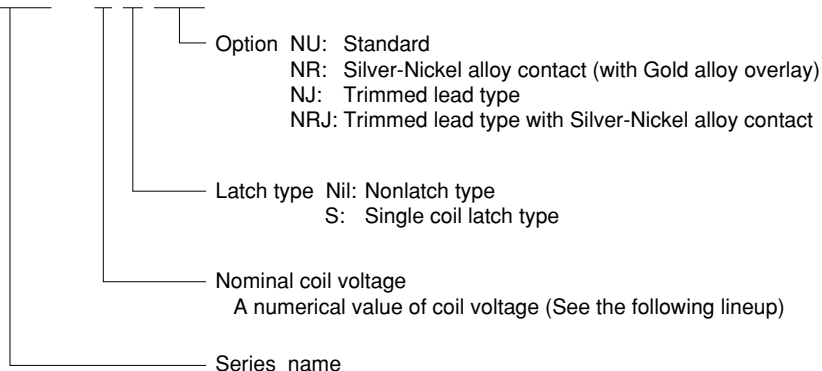 Option NU: Standard
NR: Silver-Nickel alloy contact (with Gold alloy overlay)
NJ: Trimmed lead type
NRJ: Trimmed lead type with Silver-Nickel alloy contact
Latch type Nil: Nonlatch type
S: Single coil latch type
Nominal coil voltage
A numerical value of coil voltage (See the following lineup)
Series name